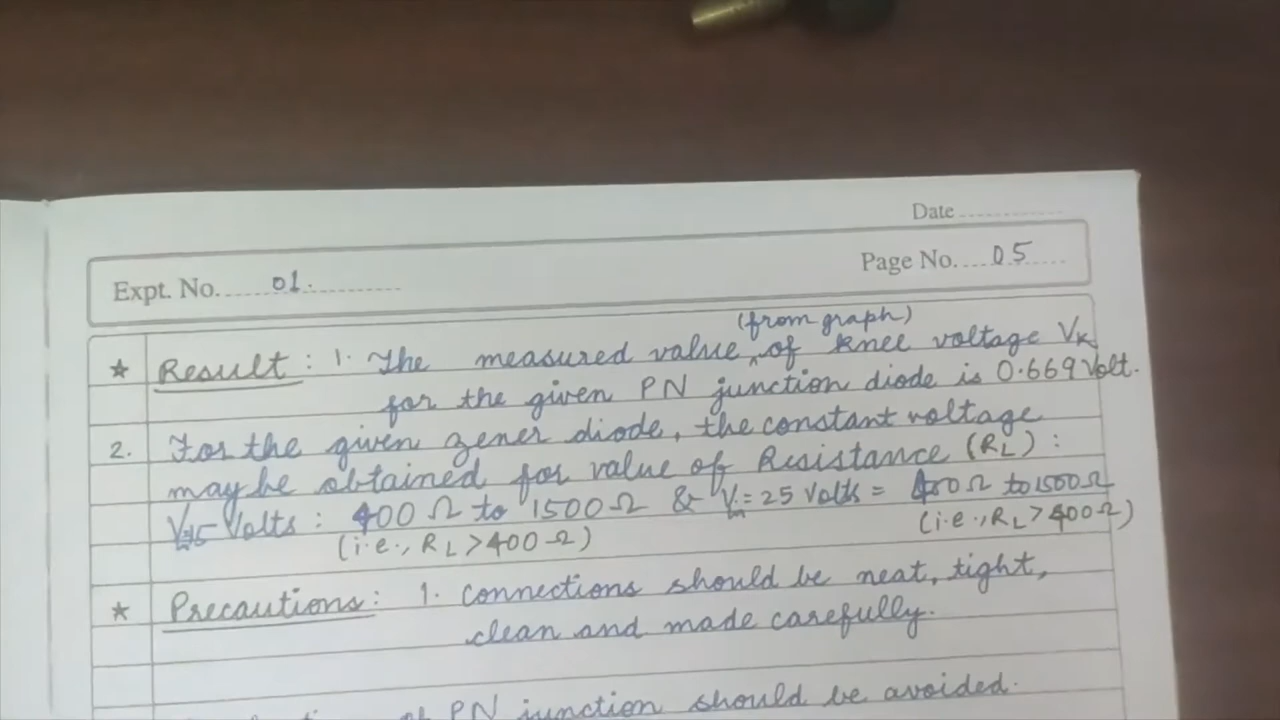 Date
Expt. No. 01.
Page No. 05
(from graph)
★ Result : 1. The measured value of knee voltage VK
for the given PN junction diode is 0.669 Volt.
2. For the given zener diode, the constant voltage
may be obtained for value of Resistance (RL) :
Volts : 400 Ω to 1500 Ω & V = 25 Volts = 400 Ω to 1500 Ω
(i.e., RL > 400 Ω) (i.e., RL > 400 Ω)
★ Precautions : 1. Connections should be neat, tight,
clean and made carefully.
of PN junction should be avoided.